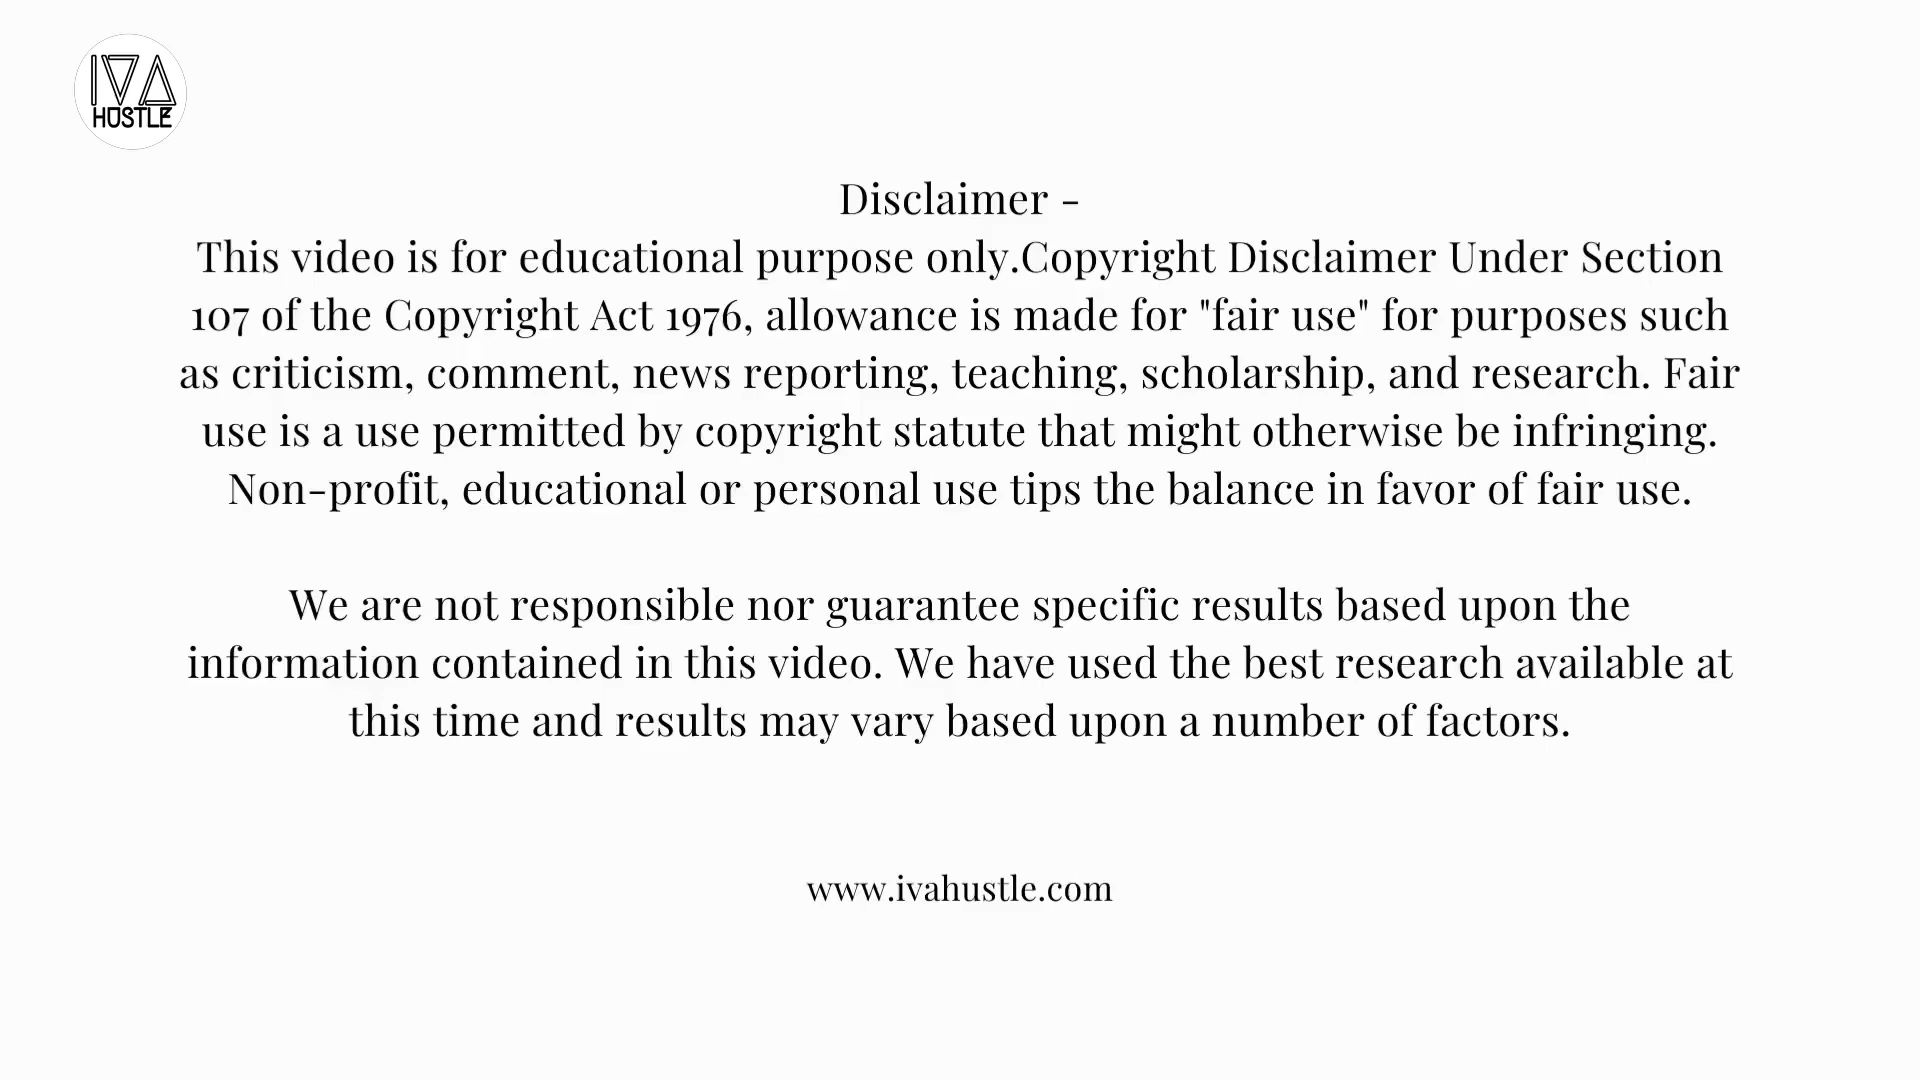 IVA
HUSTLE
Disclaimer -
This video is for educational purpose only.Copyright Disclaimer Under Section
107 of the Copyright Act 1976, allowance is made for "fair use" for purposes such
as criticism, comment, news reporting, teaching, scholarship, and research. Fair
use is a use permitted by copyright statute that might otherwise be infringing.
Non-profit, educational or personal use tips the balance in favor of fair use.
We are not responsible nor guarantee specific results based upon the
information contained in this video. We have used the best research available at
this time and results may vary based upon a number of factors.
www.ivahustle.com